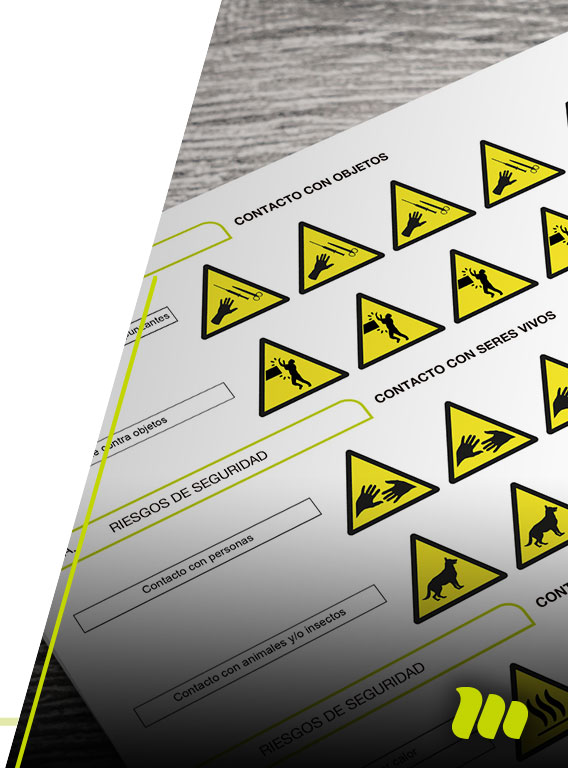 CONTACTO CON OBJETOS
contra objetos
CONTACTO CON SERES VIVOS
RIESGOS DE SEGURIDAD
Contacto con personas
Contacto con animales y/o insectos
RIESGOS DE SEGURIDAD
calor